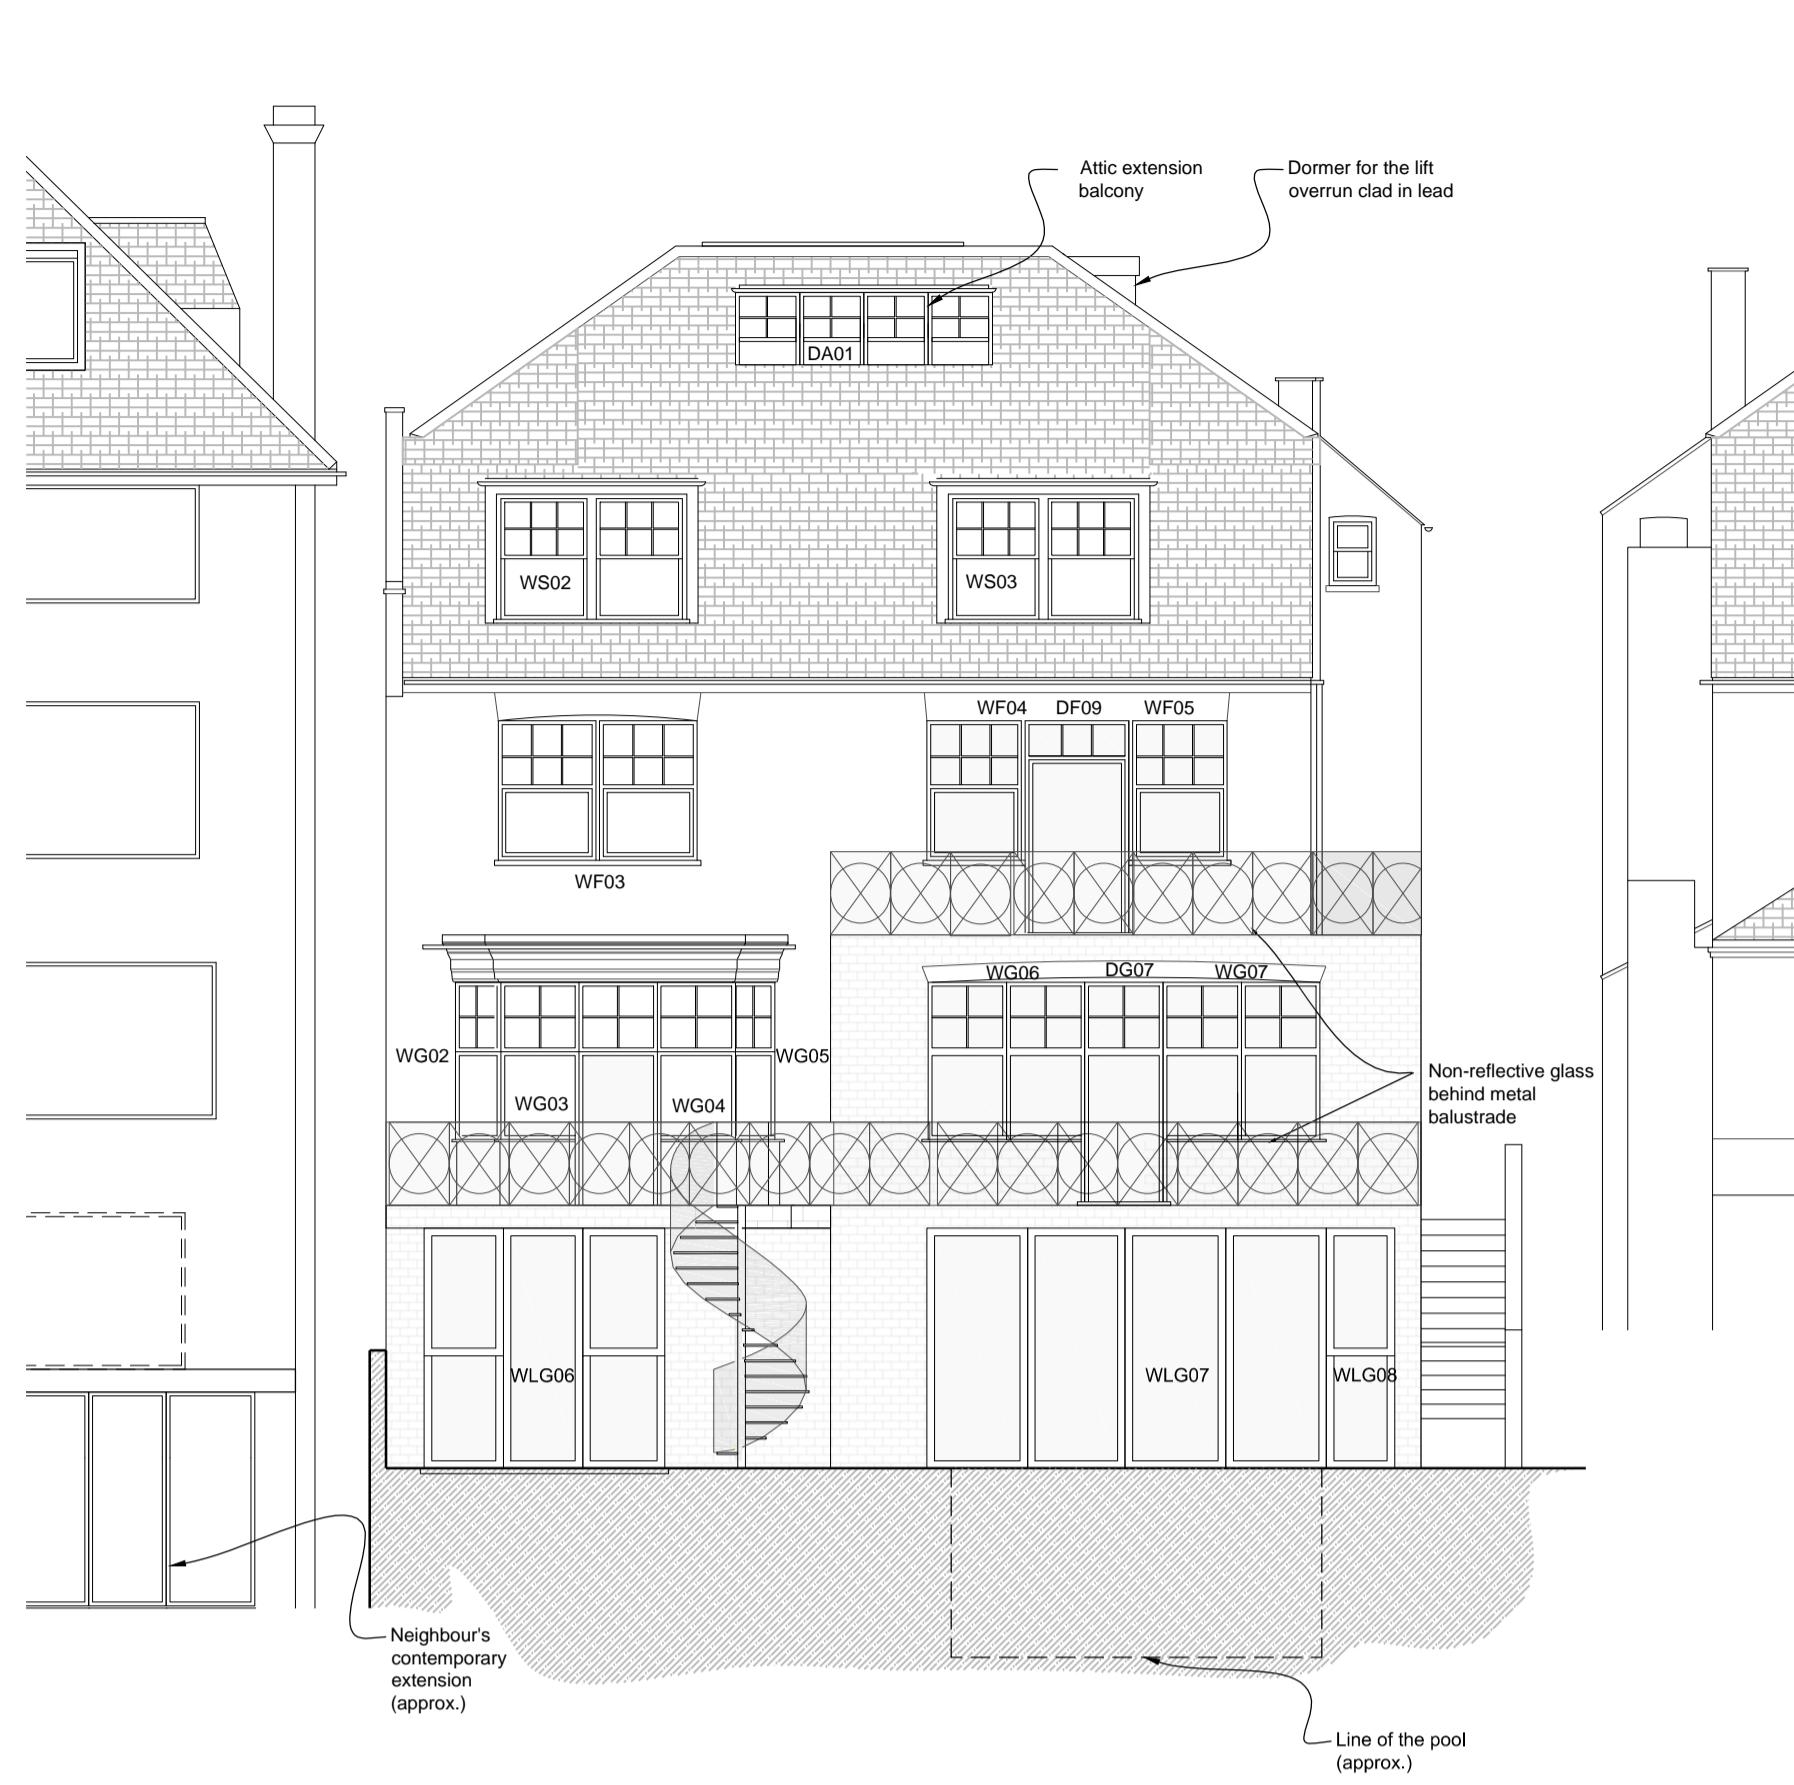 Attic extension
balcony
Dormer for the lift
overrun clad in lead
DA01
WS02
WS03
WF04 DF09 WF05
WF03
WG06 DG07 WG07
WG02
WG05
WG03
WG04
Non-reflective glass
behind metal
balustrade
WLG06
WLG07
WLG08
Neighbour's
contemporary
extension
(approx.)
Line of the pool
(approx.)